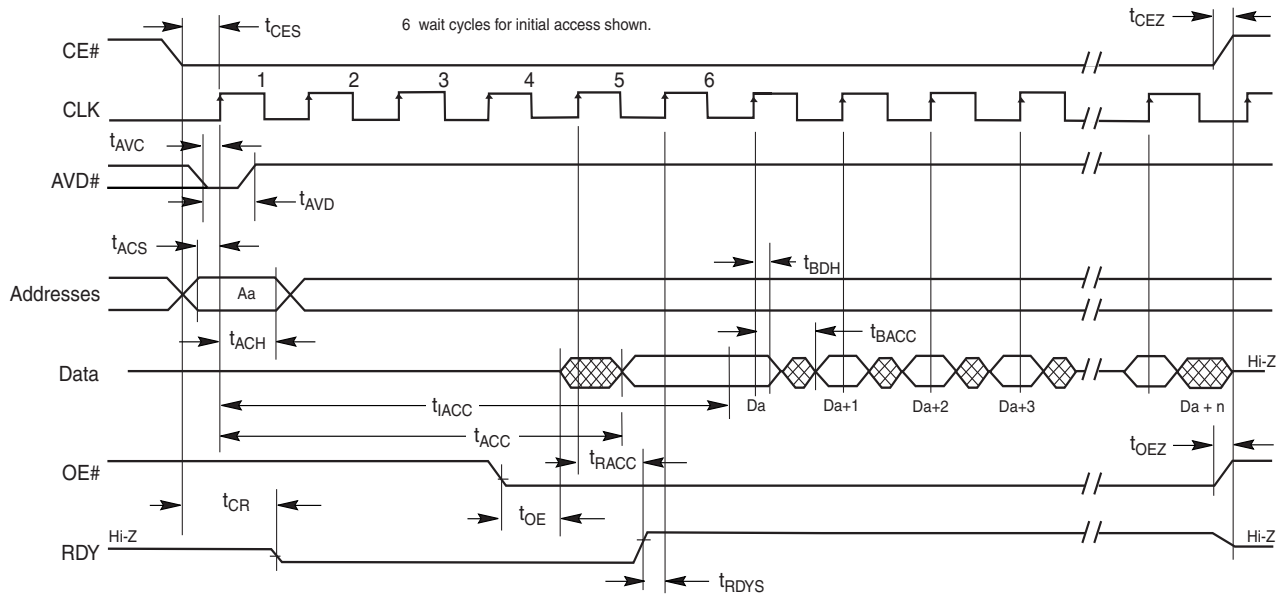 tCES
6 wait cycles for initial access shown.
tCEZ
CE#
1 2 3 4 5 6
CLK
tAVC
AVD#
tAVD
tACS
tBDH
Addresses
Aa
tACH
tBACC
Data
Hi-Z
tIACC
Da Da+1 Da+2 Da+3 Da + n
tACC
tOEZ
OE#
tRACC
tCR
tOE
Hi-Z
RDY
Hi-Z
tRDYS